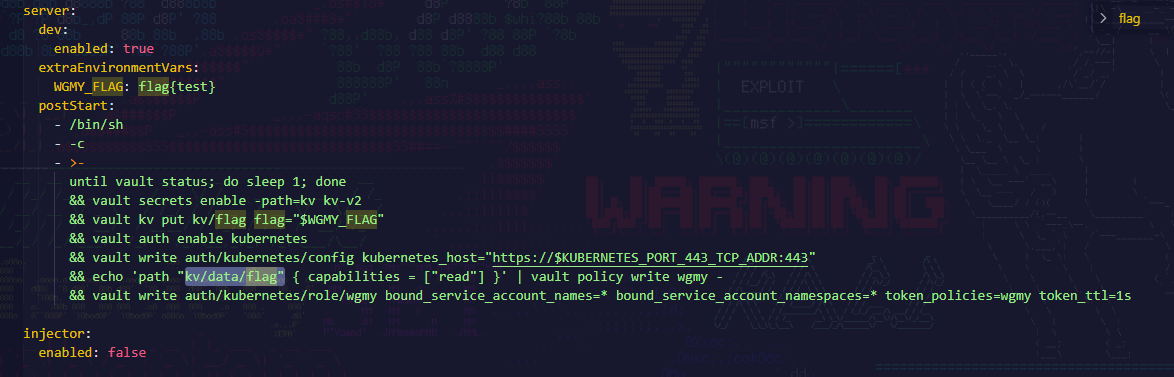 server:
  dev:
    enabled: true
  extraEnvironmentVars:
    WGMY_FLAG: flag{test}
  postStart:
    - /bin/sh
    - -c
    - >-
      until vault status; do sleep 1; done
      && vault secrets enable -path=kv kv-v2
      && vault kv put kv/flag flag="$WGMY_FLAG"
      && vault auth enable kubernetes
      && vault write auth/kubernetes/config kubernetes_host="https://$KUBERNETES_PORT_443_TCP_ADDR:443"
      && echo 'path "kv/data/flag" { capabilities = ["read"] }' | vault policy write wgmy -
      && vault write auth/kubernetes/role/wgmy bound_service_account_names=* bound_service_account_namespaces=* token_policies=wgmy token_ttl=1s
injector:
  enabled: false
> flag
EXPLOIT
[msf >]
WARNING